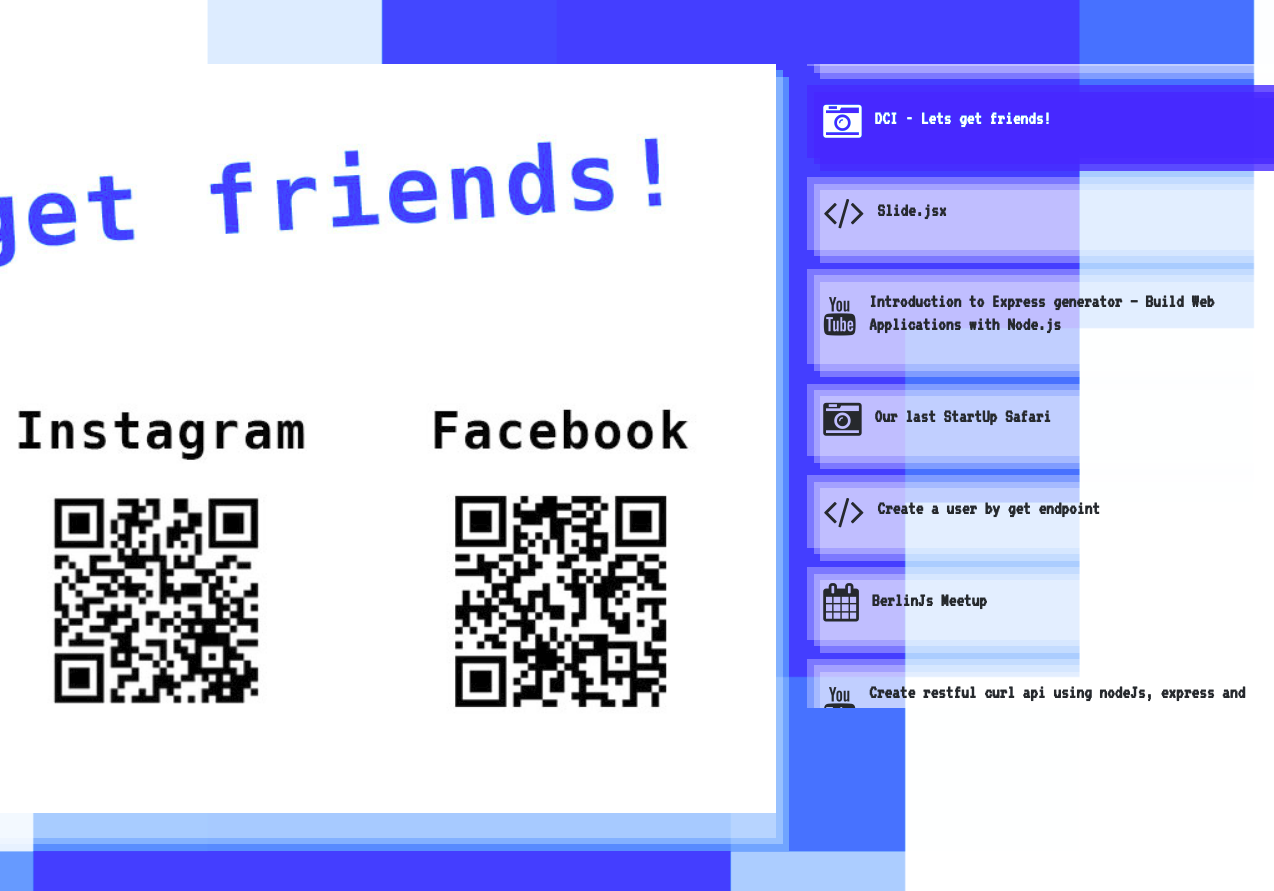 get friends!
Instagram
Facebook
DCI - Lets get friends!
Slide.jsx
You
Tube
Introduction to Express generator - Build Web
Applications with Node.js
Our last StartUp Safari
Create a user by get endpoint
BerlinJs Meetup
You
Create restful curl api using nodeJs, express and